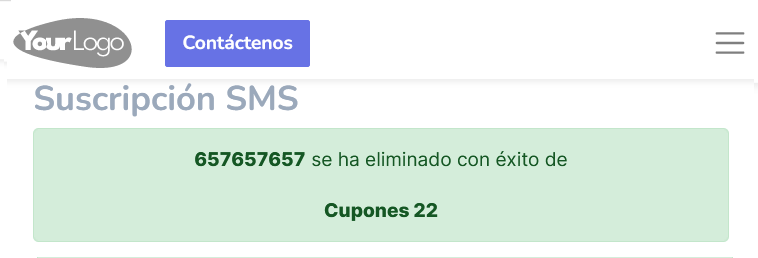 YourLogo
Contáctenos
Suscripción SMS
657657657 se ha eliminado con éxito de
Cupones 22